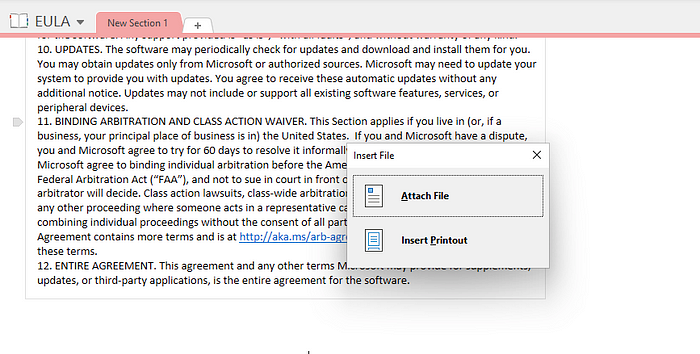 EULA
New Section 1
+
10. UPDATES. The software may periodically check for updates and download and install them for you.
You may obtain updates only from Microsoft or authorized sources. Microsoft may need to update your
system to provide you with updates. You agree to receive these automatic updates without any
additional notice. Updates may not include or support all existing software features, services, or
peripheral devices.
11. BINDING ARBITRATION AND CLASS ACTION WAIVER. This Section applies if you live in (or, if a
business, your principal place of business is in) the United States.  If you and Microsoft have a dispute,
you and Microsoft agree to try for 60 days to resolve it informall
Microsoft agree to binding individual arbitration before the Ame
Federal Arbitration Act (“FAA”), and not to sue in court in front o
arbitrator will decide. Class action lawsuits, class-wide arbitration
any other proceeding where someone acts in a representative ca
combining individual proceedings without the consent of all part
Agreement contains more terms and is at http://aka.ms/arb-agre
these terms.
12. ENTIRE AGREEMENT. This agreement and any other terms Microsoft may provide for supplements,
updates, or third-party applications, is the entire agreement for the software.
Insert File
Attach File
Insert Printout